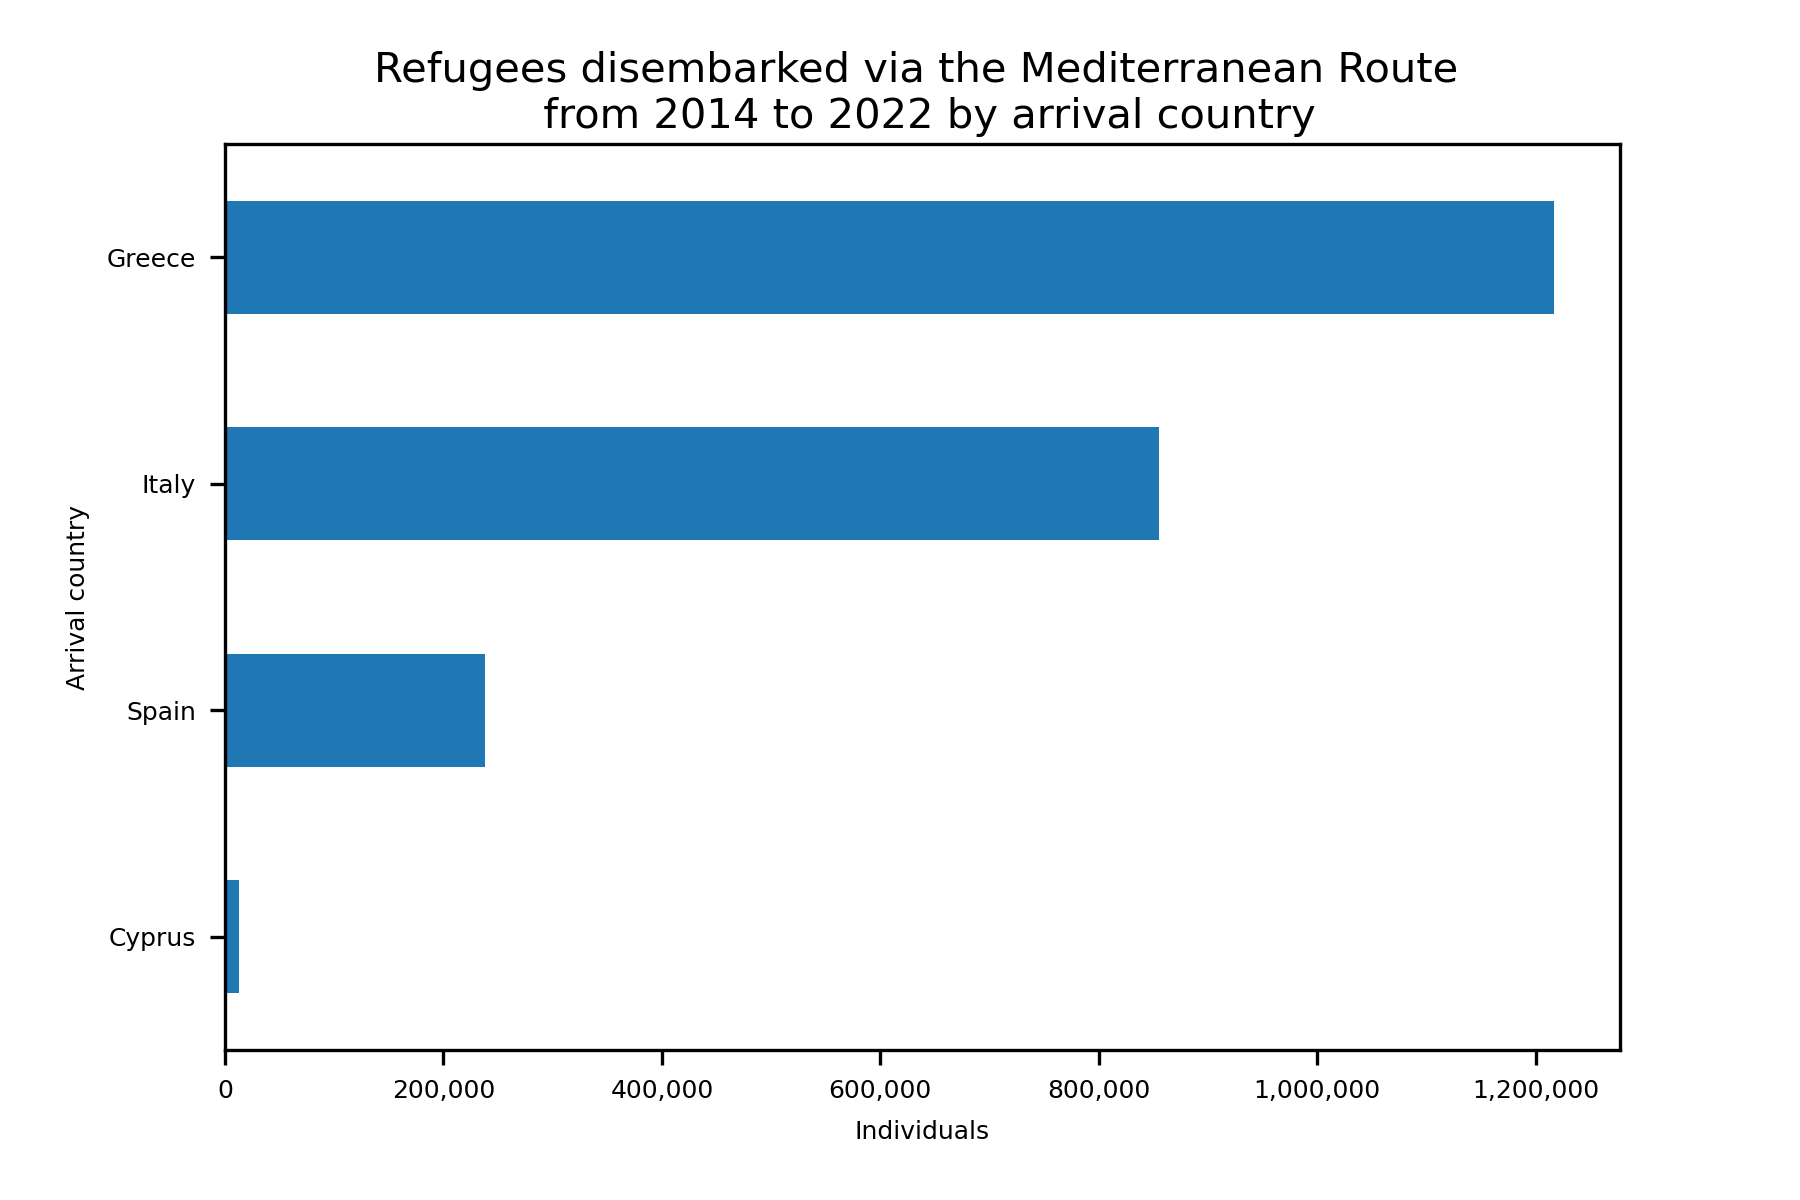 Refugees disembarked via the Mediterranean Route
from 2014 to 2022 by arrival country
Arrival country
Greece
Italy
Spain
Cyprus
0
200,000
400,000
600,000
800,000
1,000,000
1,200,000
Individuals